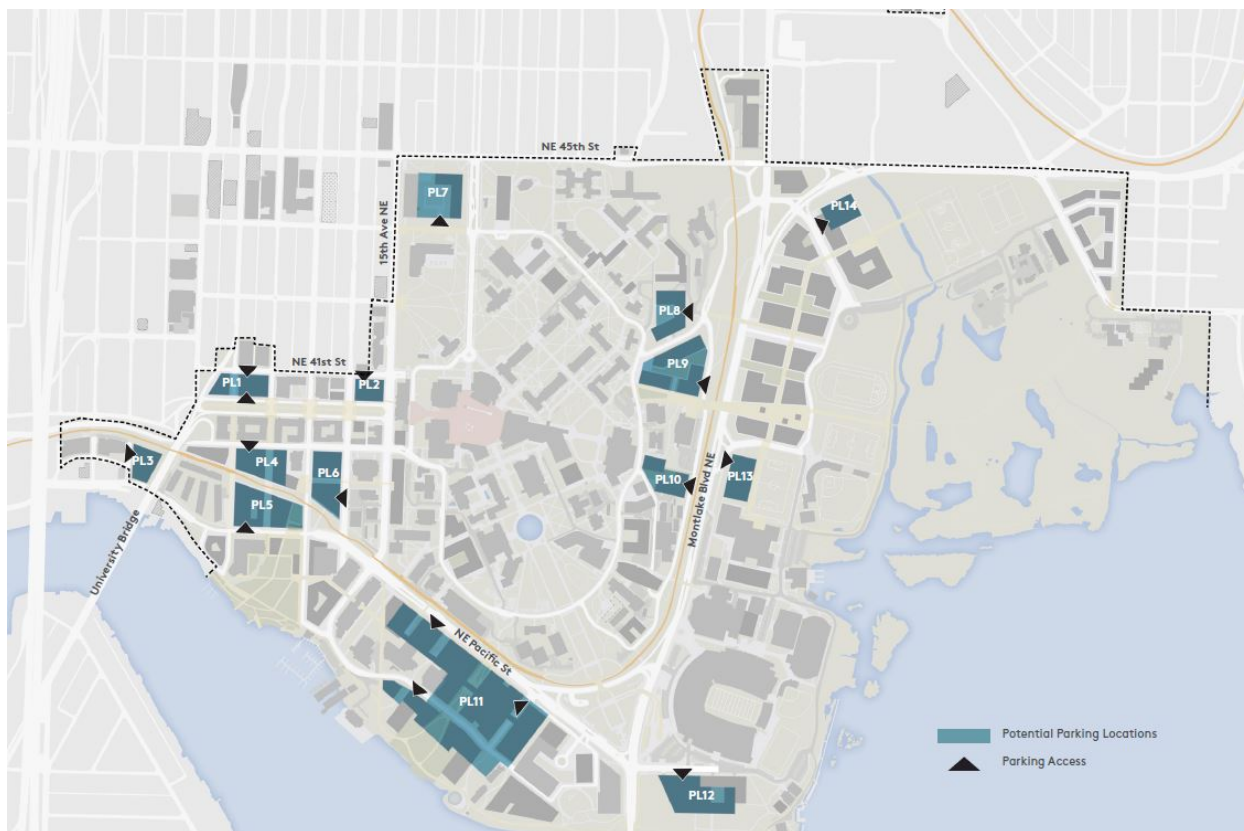 NE 45th St
PL7
15th Ave NE
PL14
PL8
NE 41st St
PL9
PL1
PL2
PL3
PL4
PL6
PL10
PL13
PL5
Montlake Blvd NE
University Bridge
NE Pacific St
PL11
Potential Parking Locations
Parking Access
PL12